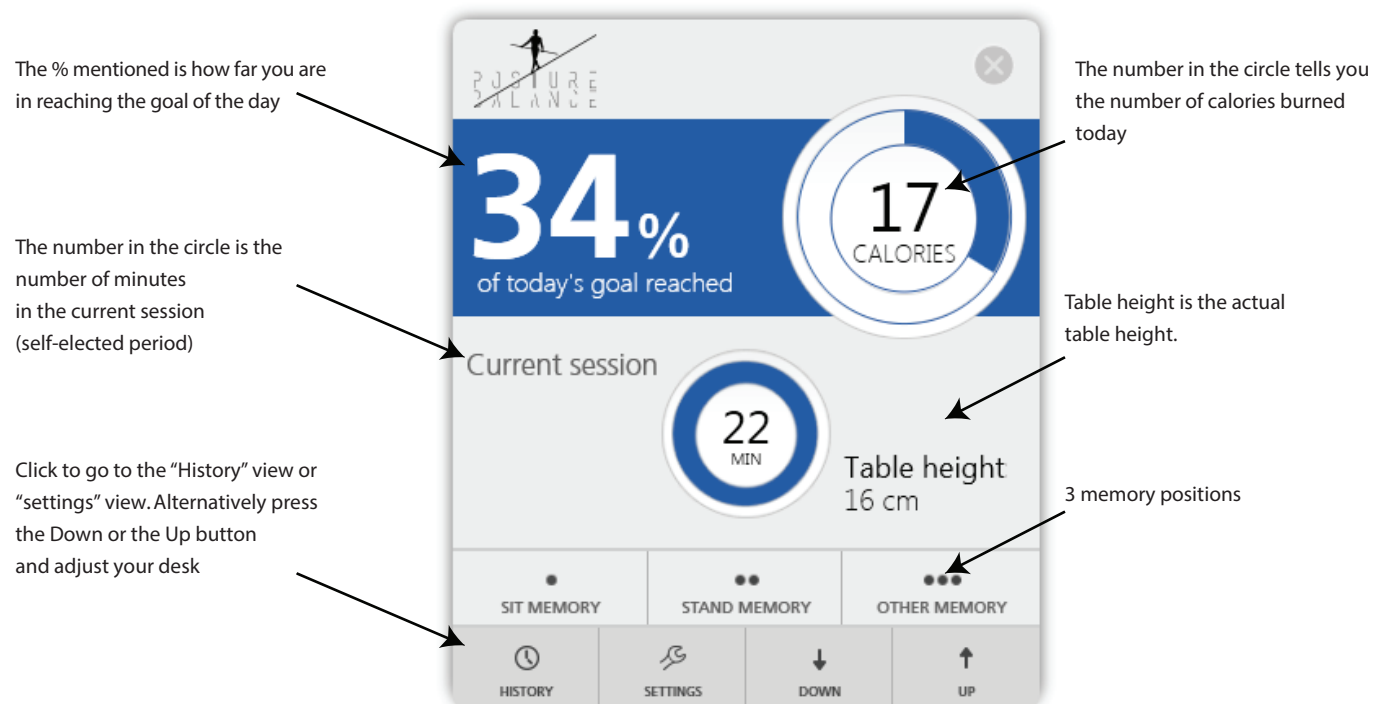 The % mentioned is how far you are
in reaching the goal of the day
The number in the circle is the
number of minutes
in the current session
(self-elected period)
Click to go to the “History” view or
“settings” view. Alternatively press
the Down or the Up button
and adjust your desk
POSTURE
BALANCE
34%
of today's goal reached
17
CALORIES
Current session
22
MIN
Table height
16 cm
SIT MEMORY
STAND MEMORY
OTHER MEMORY
HISTORY
SETTINGS
DOWN
UP
The number in the circle tells you
the number of calories burned
today
Table height is the actual
table height.
3 memory positions